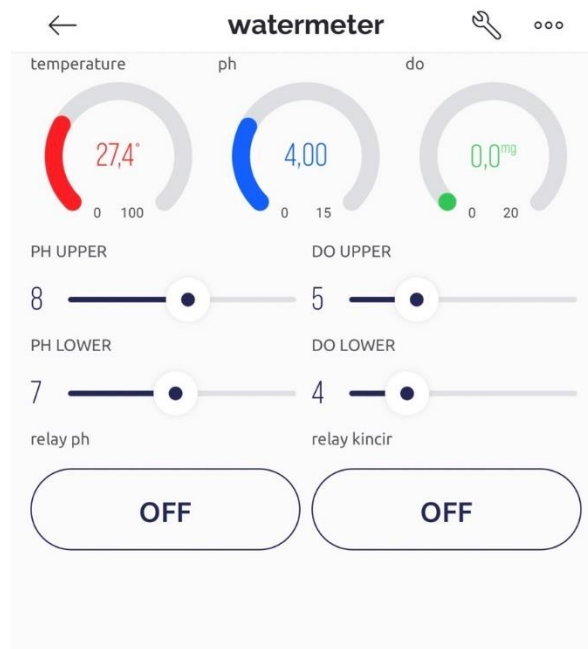 watermeter
temperature ph do
27,4° 4,00 0,0mg
0 100 0 15 0 20
PH UPPER DO UPPER
8 5
PH LOWER DO LOWER
7 4
relay ph relay kincir
OFF OFF